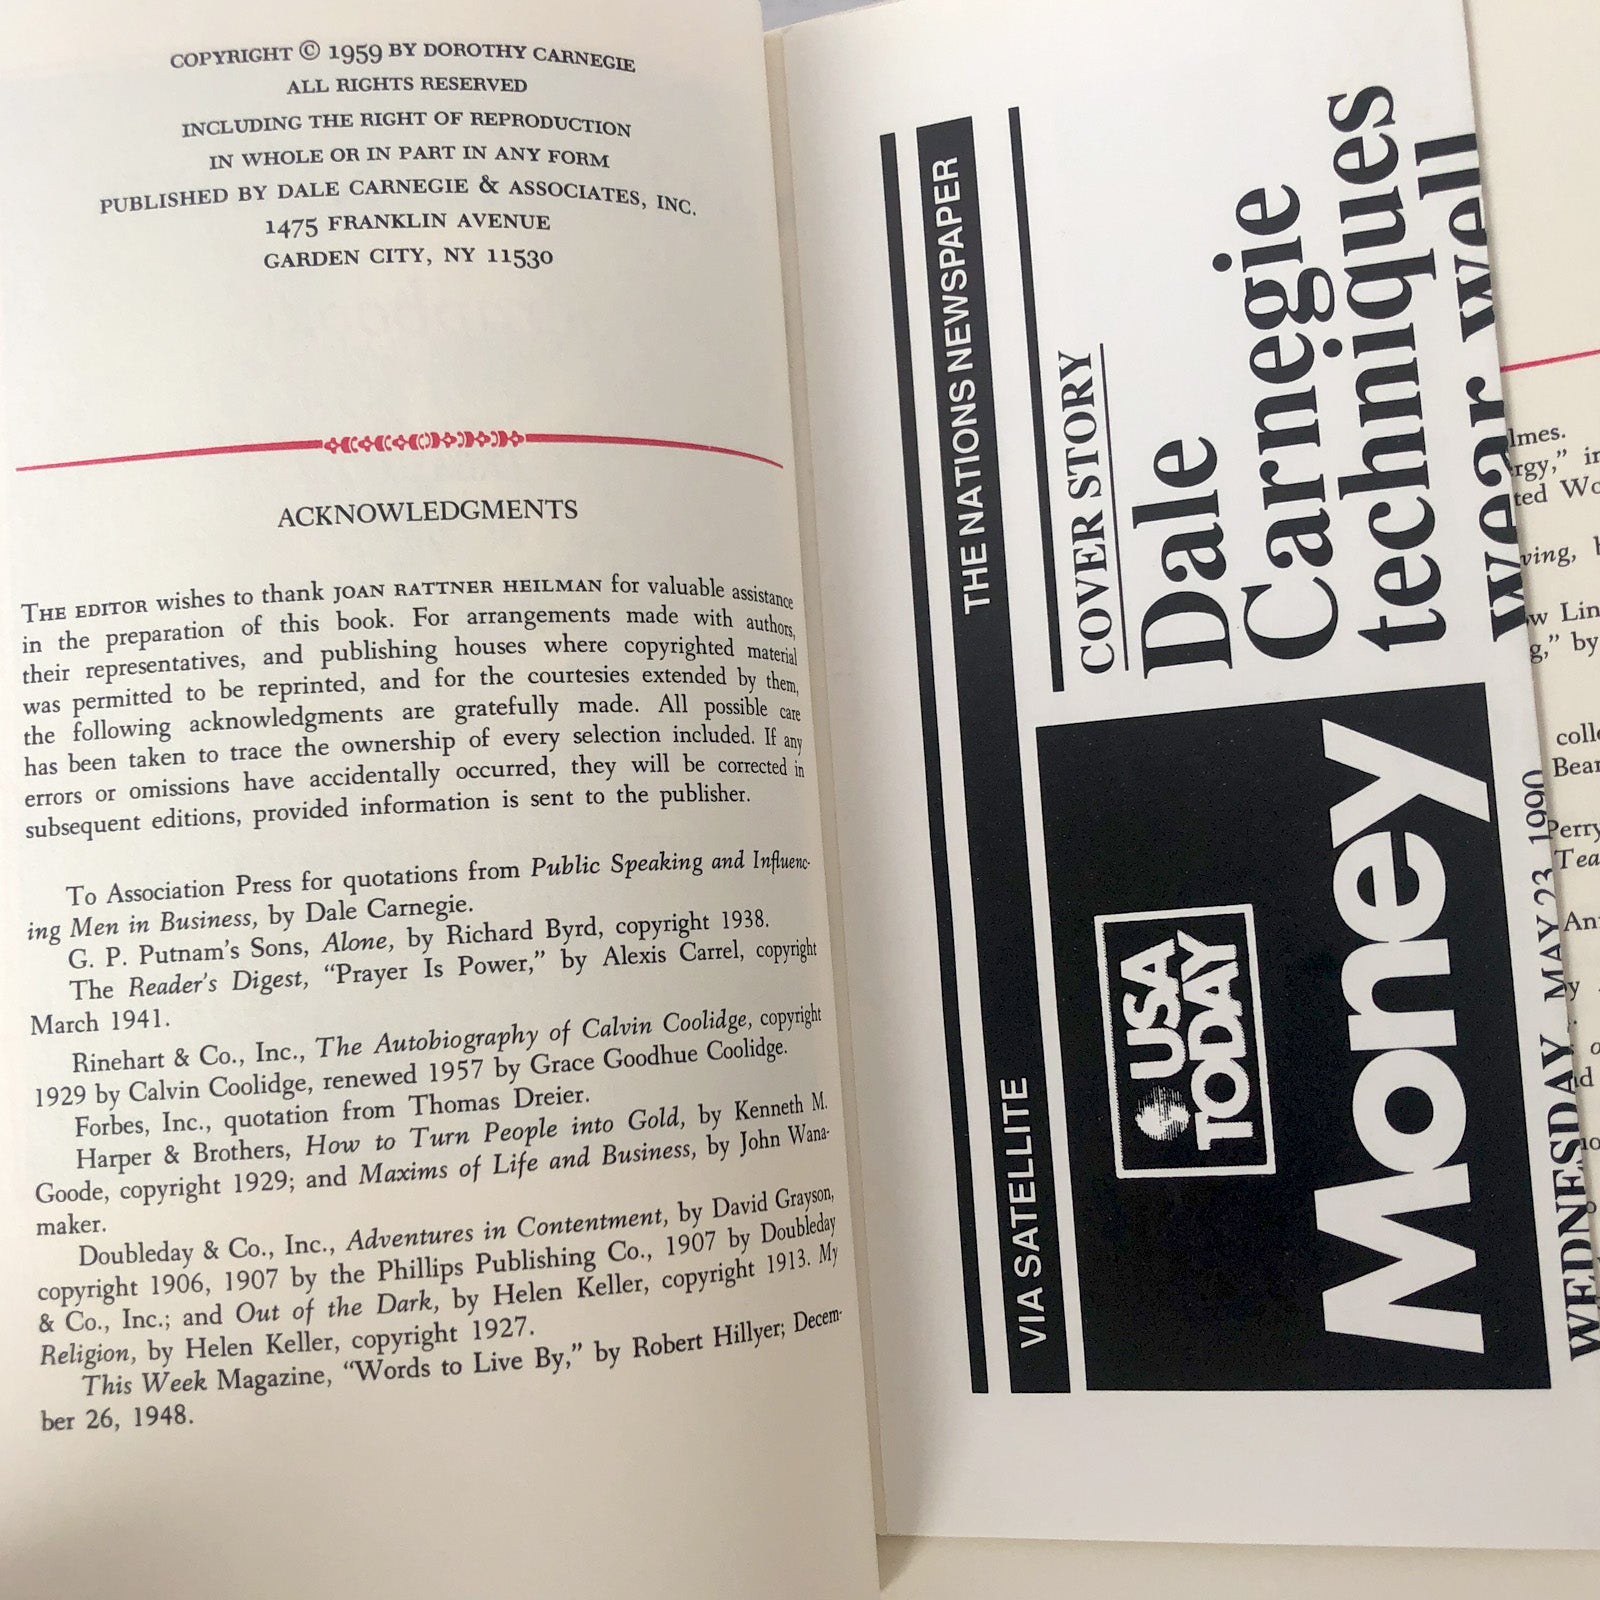 COPYRIGHT © 1959 BY DOROTHY CARNEGIE
ALL RIGHTS RESERVED
INCLUDING THE RIGHT OF REPRODUCTION
IN WHOLE OR IN PART IN ANY FORM
PUBLISHED BY DALE CARNEGIE & ASSOCIATES, INC.
1475 FRANKLIN AVENUE
GARDEN CITY, NY 11530
ACKNOWLEDGMENTS
THE EDITOR wishes to thank JOAN RATTNER HEILMAN for valuable assistance
in the preparation of this book. For arrangements made with authors,
their representatives, and publishing houses where copyrighted material
was permitted to be reprinted, and for the courtesies extended by them,
the following acknowledgments are gratefully made. All possible care
has been taken to trace the ownership of every selection included. If any
errors or omissions have accidentally occurred, they will be corrected in
subsequent editions, provided information is sent to the publisher.
To Association Press for quotations from Public Speaking and Influenc-
ing Men in Business, by Dale Carnegie.
G. P. Putnam's Sons, Alone, by Richard Byrd, copyright 1938.
The Reader's Digest, "Prayer Is Power," by Alexis Carrel, copyright
March 1941.
Rinehart & Co., Inc., The Autobiography of Calvin Coolidge, copyright
1929 by Calvin Coolidge, renewed 1957 by Grace Goodhue Coolidge.
Forbes, Inc., quotation from Thomas Dreier.
Harper & Brothers, How to Turn People into Gold, by Kenneth M.
Goode, copyright 1929; and Maxims of Life and Business, by John Wana-
maker.
Doubleday & Co., Inc., Adventures in Contentment, by David Grayson,
copyright 1906, 1907 by the Phillips Publishing Co., 1907 by Doubleday
& Co., Inc.; and Out of the Dark, by Helen Keller, copyright 1913. My
Religion, by Helen Keller, copyright 1927.
This Week Magazine, "Words to Live By," by Robert Hillyer; Decem-
ber 26, 1948.
VIA SATELLITE THE NATIONS NEWSPAPER
USA
TODAY
Money
WEDNESDAY, MAY 23, 1990
COVER STORY
Dale
Carnegie
techniques
wear well
lmes.
rgy," in
ted Wo
ving,
w Lin
g," by
colle
Bear
Perry
Tea